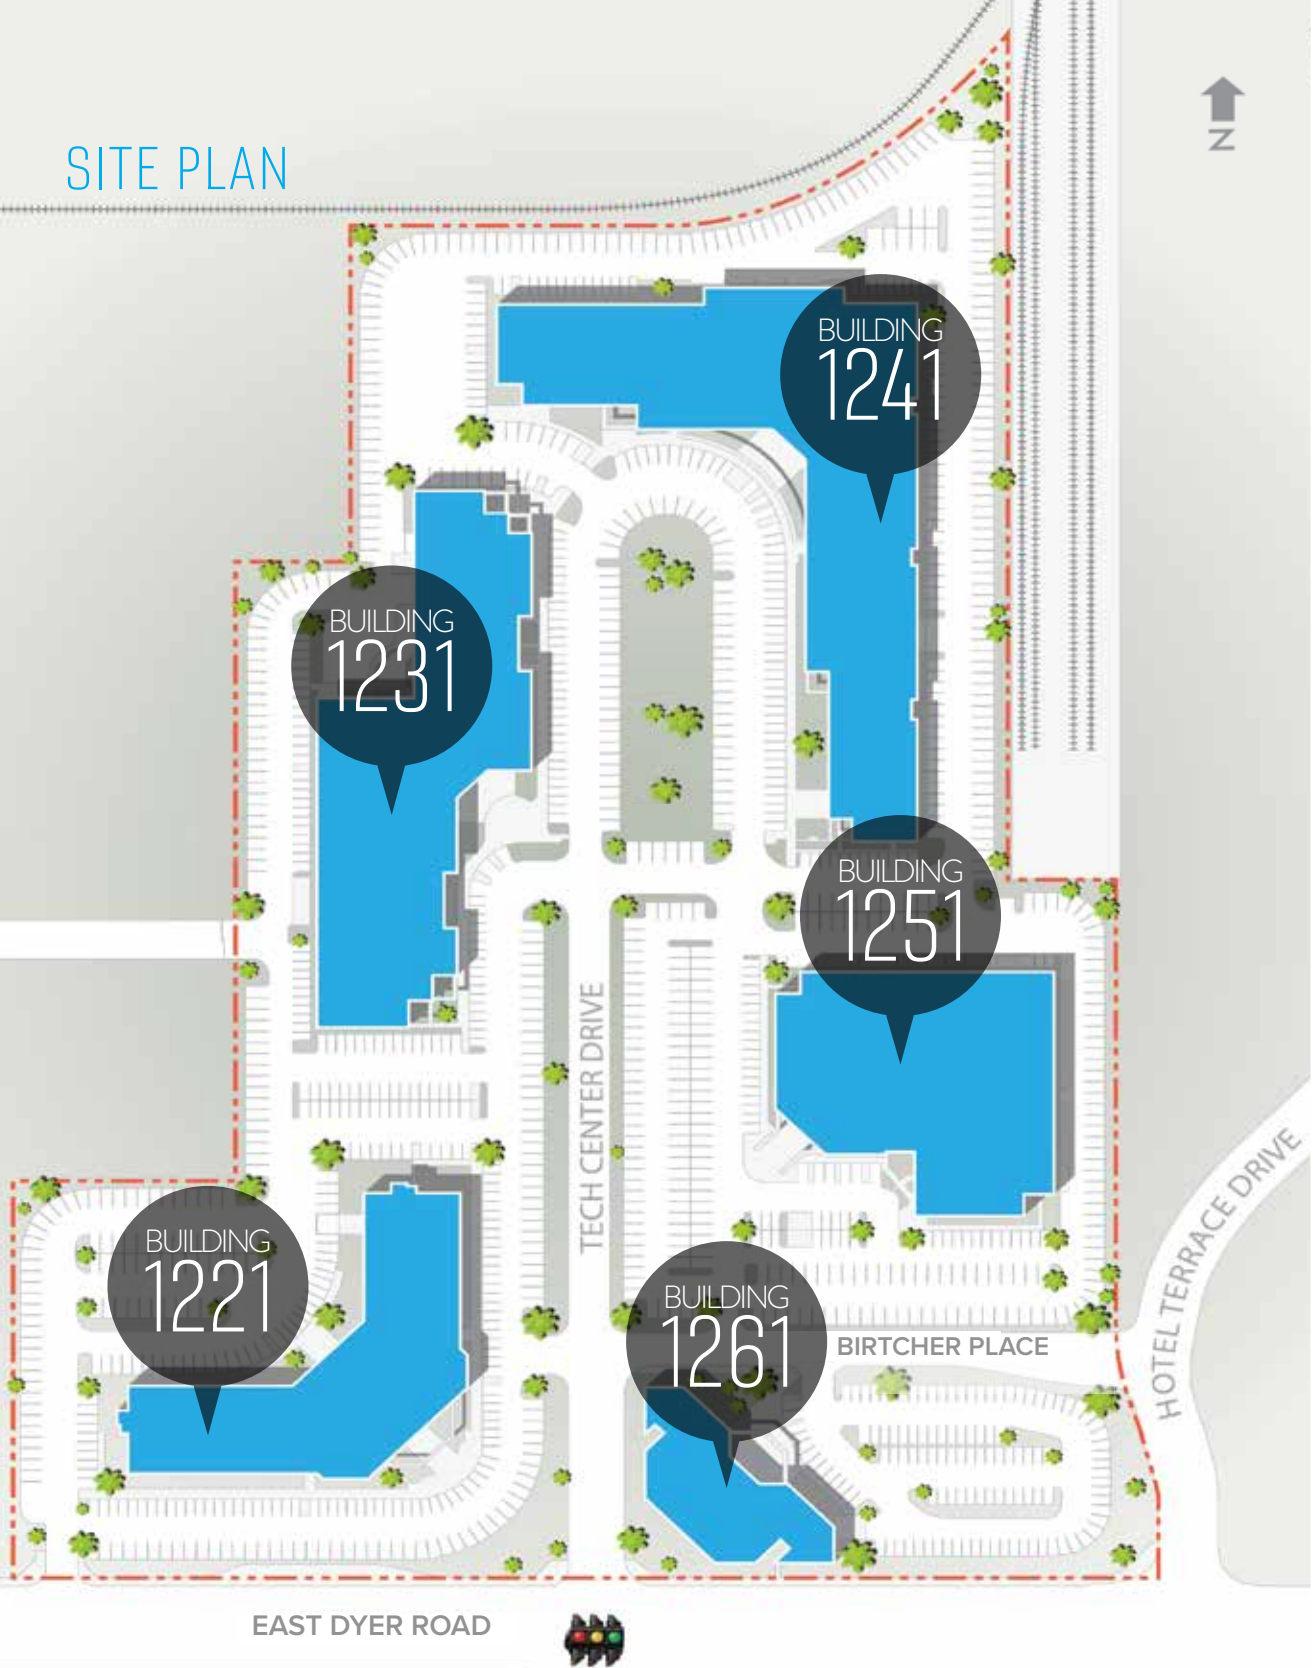 SITE PLAN
N
BUILDING
1241
BUILDING
1231
BUILDING
1251
TECH CENTER DRIVE
HOTEL TERRACE DRIVE
BUILDING
1221
BUILDING
1261
BIRTCHER PLACE
EAST DYER ROAD